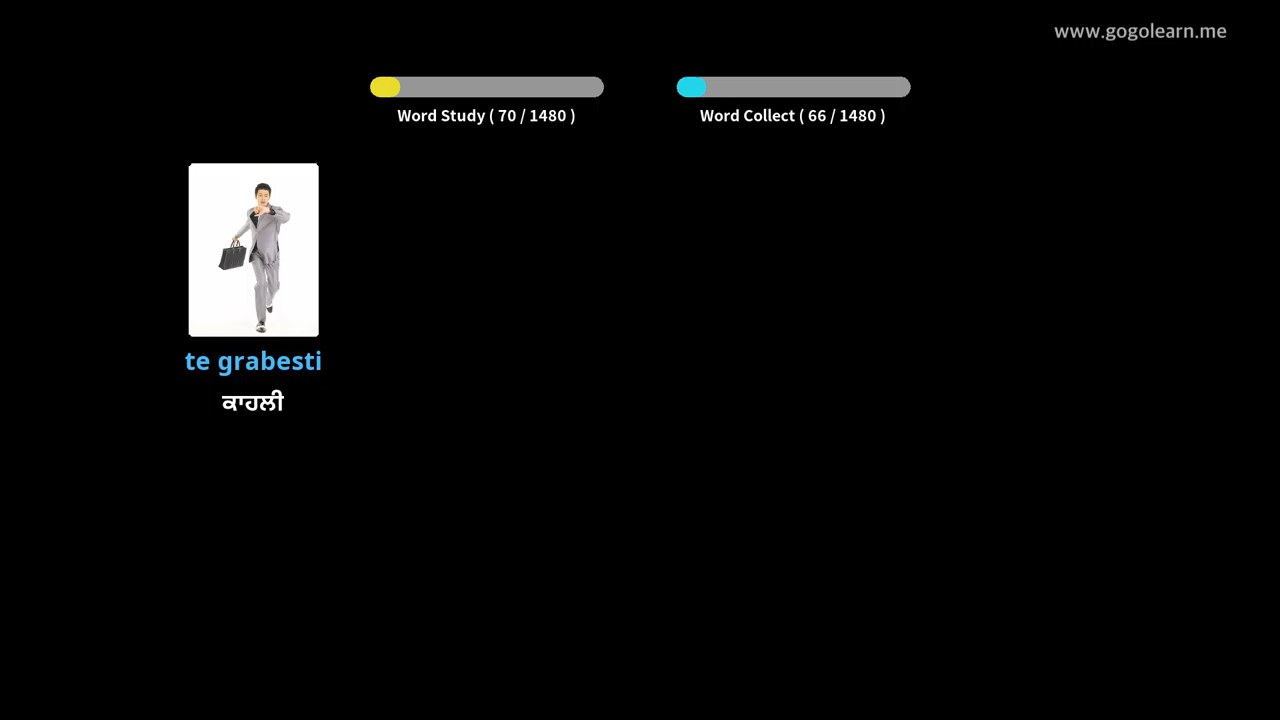 www.gogolearn.me
Word Study ( 70 / 1480 )
Word Collect ( 66 / 1480 )
te grabesti
ਕਾਹਲੀ